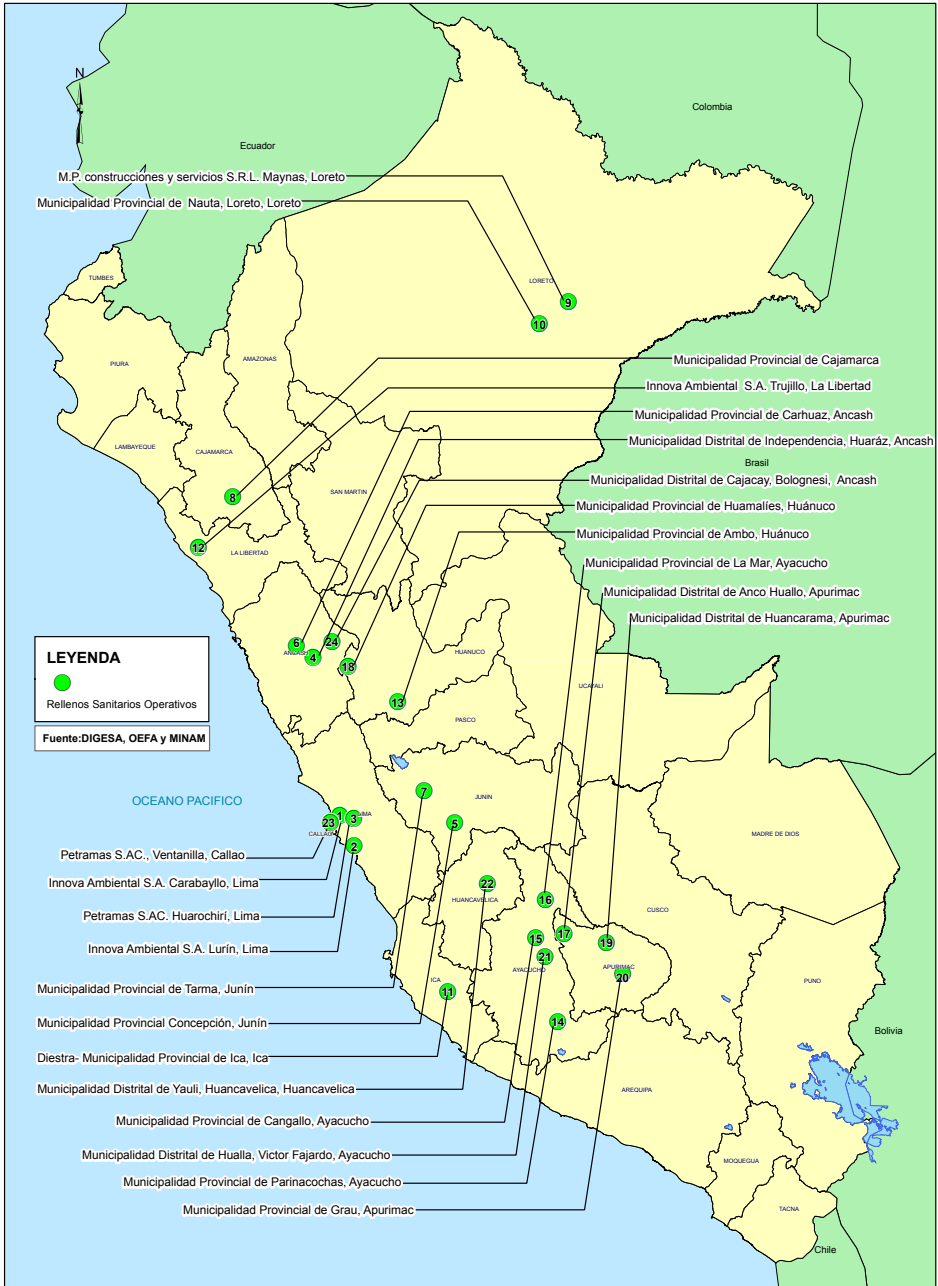 N
Colombia
Ecuador
M.P. construcciones y servicios S.R.L. Maynas, Loreto
Municipalidad Provincial de Nauta, Loreto, Loreto
TUMBES
LORETO
9
10
PIURA
AMAZONAS
Municipalidad Provincial de Cajamarca
Innova Ambiental S.A. Trujillo, La Libertad
Municipalidad Provincial de Carhuaz, Ancash
Municipalidad Distrital de Independencia, Huaráz, Ancash
LAMBAYEQUE
CAJAMARCA
Brasil
SAN MARTIN
Municipalidad Distrital de Cajacay, Bolognesi, Ancash
8
Municipalidad Provincial de Huamalíes, Huánuco
Municipalidad Provincial de Ambo, Huánuco
12
LA LIBERTAD
Municipalidad Provincial de La Mar, Ayacucho
Municipalidad Distrital de Anco Huallo, Apurimac
Municipalidad Distrital de Huancarama, Apurimac
LEYENDA
Rellenos Sanitarios Operativos
Fuente:DIGESA, OEFA y MINAM
6
24
4
18
HUANUCO
UCAYALI
13
PASCO
OCEANO PACIFICO
7
JUNIN
1
3
23
5
2
MADRE DE DIOS
Petramas S.AC., Ventanilla, Callao
Innova Ambiental S.A. Carabayllo, Lima
Petramas S.AC. Huarochirí, Lima
Innova Ambiental S.A. Lurín, Lima
22
HUANCAVELICA
16
CUSCO
15
17
19
21
AYACUCHO
APURIMAC
20
PUNO
ICA
11
14
Municipalidad Provincial de Tarma, Junín
Municipalidad Provincial Concepción, Junín
Bolivia
Diestra- Municipalidad Provincial de Ica, Ica
Municipalidad Distrital de Yauli, Huancavelica, Huancavelica
AREQUIPA
Municipalidad Provincial de Cangallo, Ayacucho
Municipalidad Distrital de Hualla, Victor Fajardo, Ayacucho
MOQUEGUA
Municipalidad Provincial de Parinacochas, Ayacucho
Municipalidad Provincial de Grau, Apurimac
TACNA
Chile